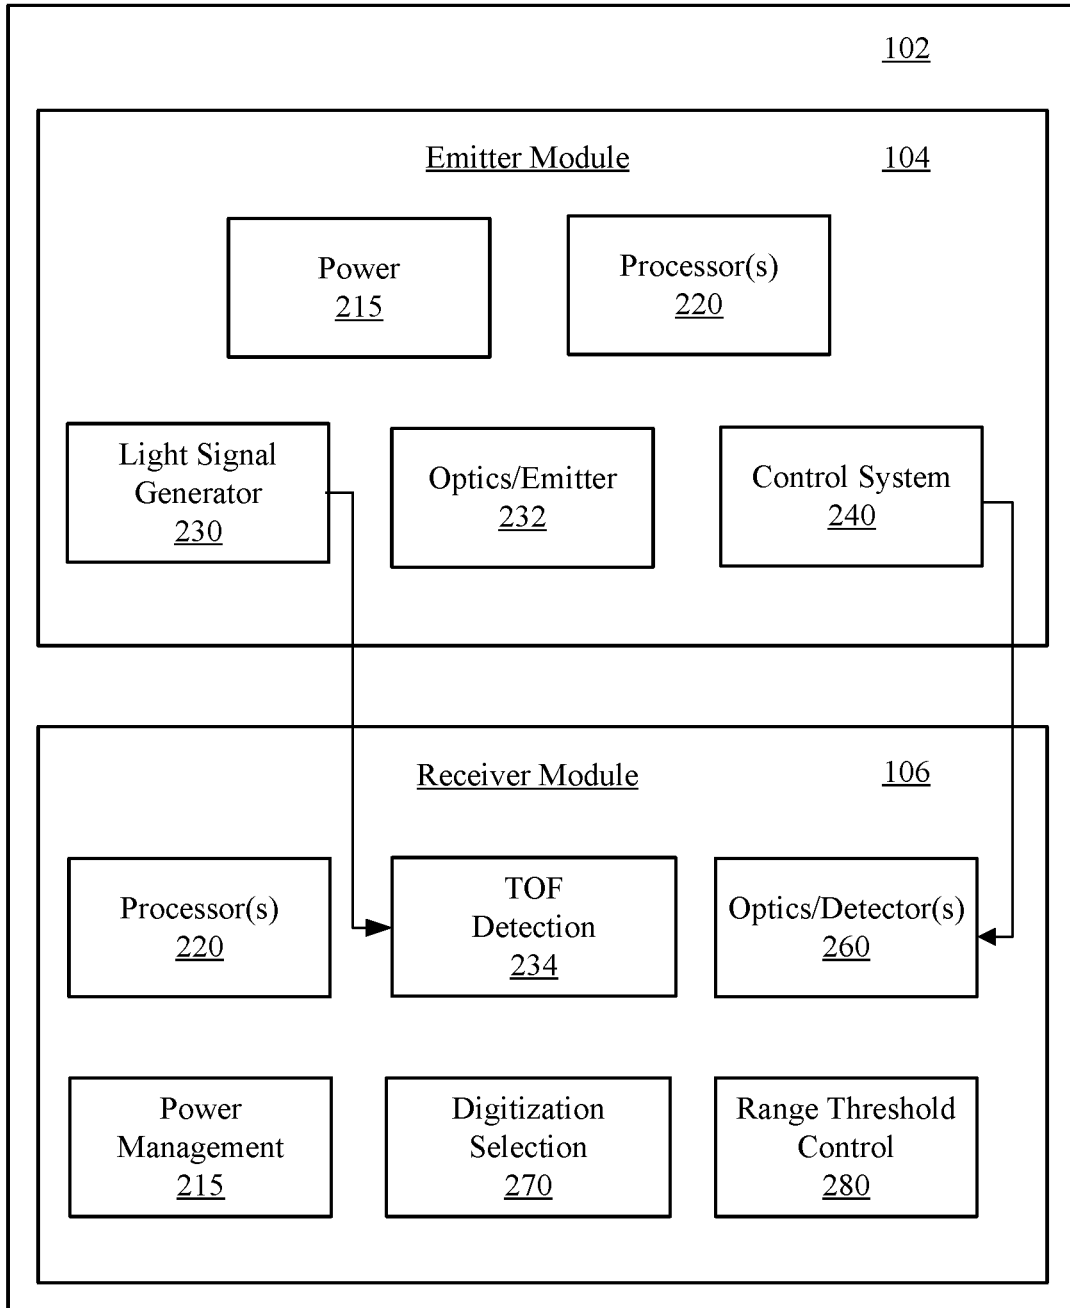 102
Emitter Module
104
Power
215
Processor(s)
220
Light Signal
Generator
230
Optics/Emitter
232
Control System
240
Receiver Module
106
Processor(s)
220
TOF
Detection
234
Optics/Detector(s)
260
Power
Management
215
Digitization
Selection
270
Range Threshold
Control
280